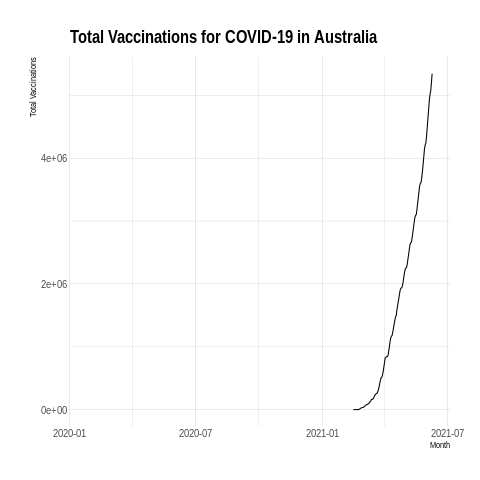 Total Vaccinations for COVID-19 in Australia
Total Vaccinations
4e+06
2e+06
0e+00
2020-01 2020-07 2021-01 2021-07
Month